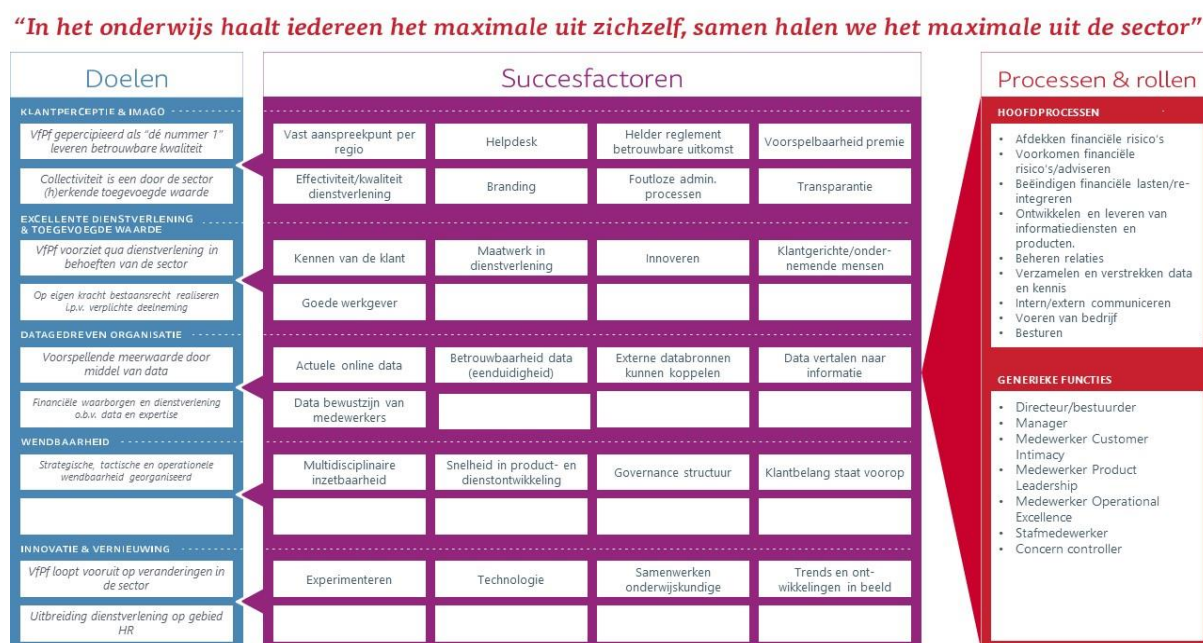 “In het onderwijs haalt iedereen het maximale uit zichzelf, samen halen we het maximale uit de sector”
Doelen
KLANTPERCEPTIE & IMAGO
VfPf gepercipieerd als “dé nummer 1”
leveren betrouwbare kwaliteit
Collectiviteit is een door de sector
(h)erkende toegevoegde waarde
EXCELLENTE DIENSTVERLENING
& TOEGEVOEGDE WAARDE
VfPf voorziet qua dienstverlening in
behoeften van de sector
Op eigen kracht bestaansrecht realiseren
i.p.v. verplichte deelneming
DATAGEDREVEN ORGANISATIE
Voorspellende meerwaarde door
middel van data
Financiële waarborgen en dienstverlening
o.b.v. data en expertise
WENDBAARHEID
Strategische, tactische en operationele
wendbaarheid georganiseerd
INNOVATIE & VERNIEUWING
VfPf loopt vooruit op veranderingen in
de sector
Uitbreiding dienstverlening op gebied
HR
Succesfactoren
Vast aanspreekpunt per
regio
Helpdesk
Helder reglement
betrouwbare uitkomst
Voorspelbaarheid premie
Effectiviteit/kwaliteit
dienstverlening
Branding
Foutloze admin.
processen
Transparantie
Kennen van de klant
Maatwerk in
dienstverlening
Innoveren
Klantgerichte/onder-
nemende mensen
Goede werkgever
Actuele online data
Betrouwbaarheid data
(eenduidigheid)
Externe databronnen
kunnen koppelen
Data vertalen naar
informatie
Data bewustzijn van
medewerkers
Multidisciplinaire
inzetbaarheid
Snelheid in product- en
dienstontwikkeling
Governance structuur
Klantbelang staat voorop
Experimenteren
Technologie
Samenwerken
onderwijskundige
Trends en ont-
wikkelingen in beeld
Processen & rollen
HOOFDPROCESSEN
• Afdekken financiële risico's
• Voorkomen financiële
risico's/adviseren
• Beëindigen financiële lasten/re-
integreren
• Ontwikkelen en leveren van
informatiediensten en
producten.
• Beheren relaties
• Verzamelen en verstrekken data
en kennis
• Intern/extern communiceren
• Voeren van bedrijf
• Besturen
GENERIEKE FUNCTIES
• Directeur/bestuurder
• Manager
• Medewerker Customer
Intimacy
• Medewerker Product
Leadership
• Medewerker Operational
Excellence
• Stafmedewerker
• Concern controller